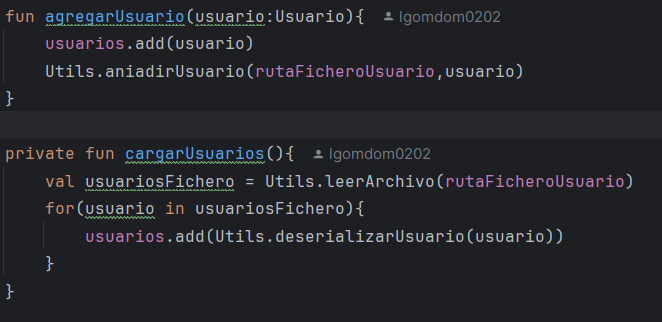 fun agregarUsuario(usuario:Usuario){ lgomdom0202
usuarios.add(usuario)
Utils.aniadirUsuario(rutaFicheroUsuario,usuario)
}
private fun cargarUsuarios(){ lgomdom0202
val usuariosFichero = Utils.leerArchivo(rutaFicheroUsuario)
for(usuario in usuariosFichero){
usuarios.add(Utils.deserializarUsuario(usuario))
}
}